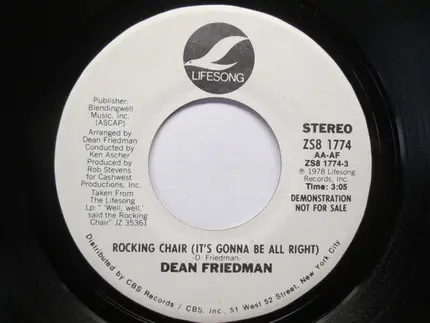 LIFESONG
Publisher:
Blendingwell
Music, Inc.
(ASCAP)
Arranged by
Dean Friedman
Conducted by
Ken Ascher
Produced by
Rob Stevens
for Cashwest
Productions, Inc.
Taken From
The Lifesong
Lp: "Well, well,"
said the Rocking
Chair" JZ 35361
STEREO
ZS8 1774
AA-AF
ZS8 1774-3
℗ 1978 Lifesong
Records, Inc.
Time: 3:05
DEMONSTRATION
NOT FOR SALE
ROCKING CHAIR (IT'S GONNA BE ALL RIGHT)
-D. Friedman-
DEAN FRIEDMAN
Distributed by CBS Records / CBS, Inc., 51 West 52 Street, New York City